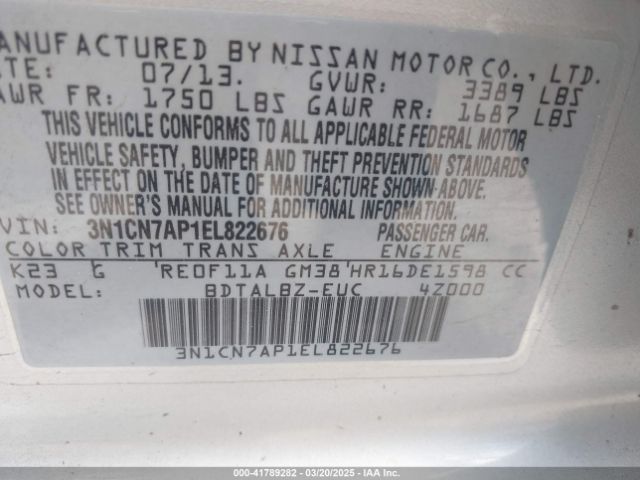 MANUFACTURED BY NISSAN MOTOR CO., LTD.
DATE: 07/13. GVWR: 3389 LBS
GAWR FR: 1750 LBS GAWR RR: 1687 LBS
THIS VEHICLE CONFORMS TO ALL APPLICABLE FEDERAL MOTOR
VEHICLE SAFETY, BUMPER AND THEFT PREVENTION STANDARDS
IN EFFECT ON THE DATE OF MANUFACTURE SHOWN ABOVE.
SEE OWNER'S MANUAL FOR ADDITIONAL INFORMATION.
VIN: 3N1CN7AP1EL822676 PASSENGER CAR.
COLOR TRIM TRANS AXLE ENGINE
K23 G RE0F11A GM38 HR16DE1598 CC
MODEL: BDTALBZ-EUC 4Z000
3N1CN7AP1EL822676
000-41789282 - 03/20/2025 - IAA Inc.